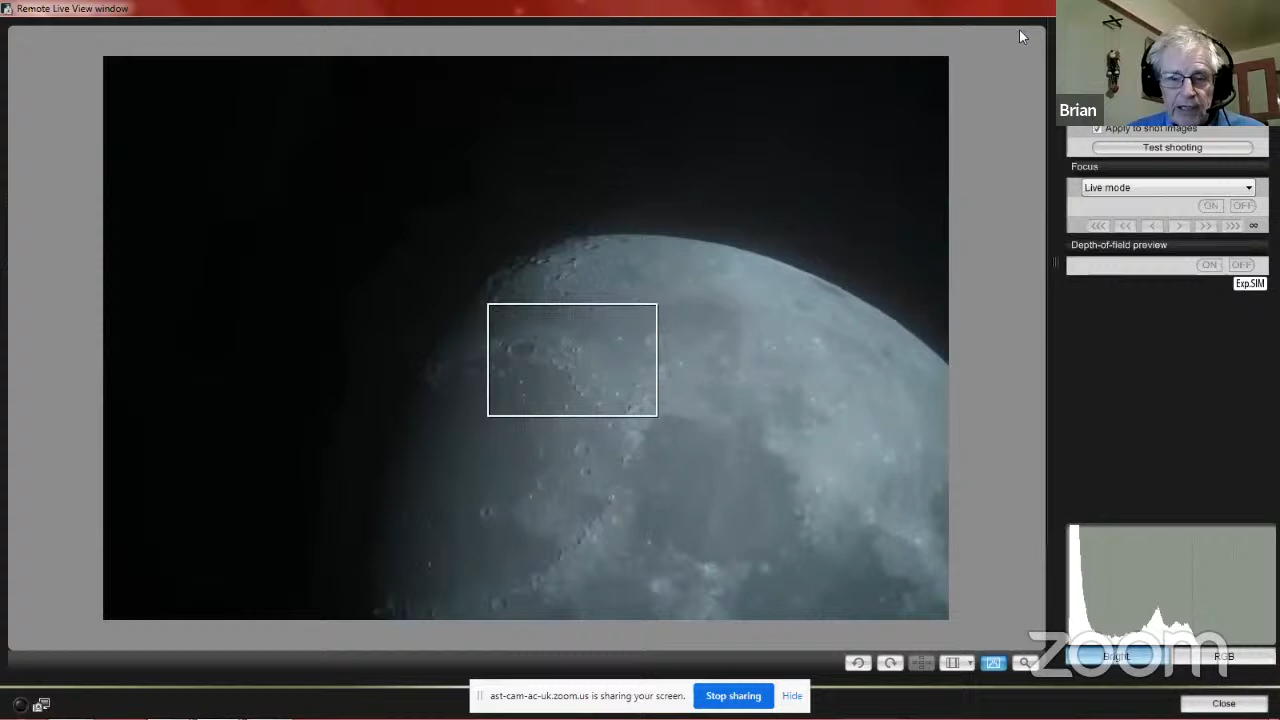 Remote Live View window
Brian
Apply to shot images
Test shooting
Focus
Live mode
ON OFF
<<< << < > >> >>> ∞
Depth-of-field preview
ON OFF
Exp.SIM
Bright RGB
zoom
ast-cam-ac-uk.zoom.us is sharing your screen. Stop sharing Hide
Close